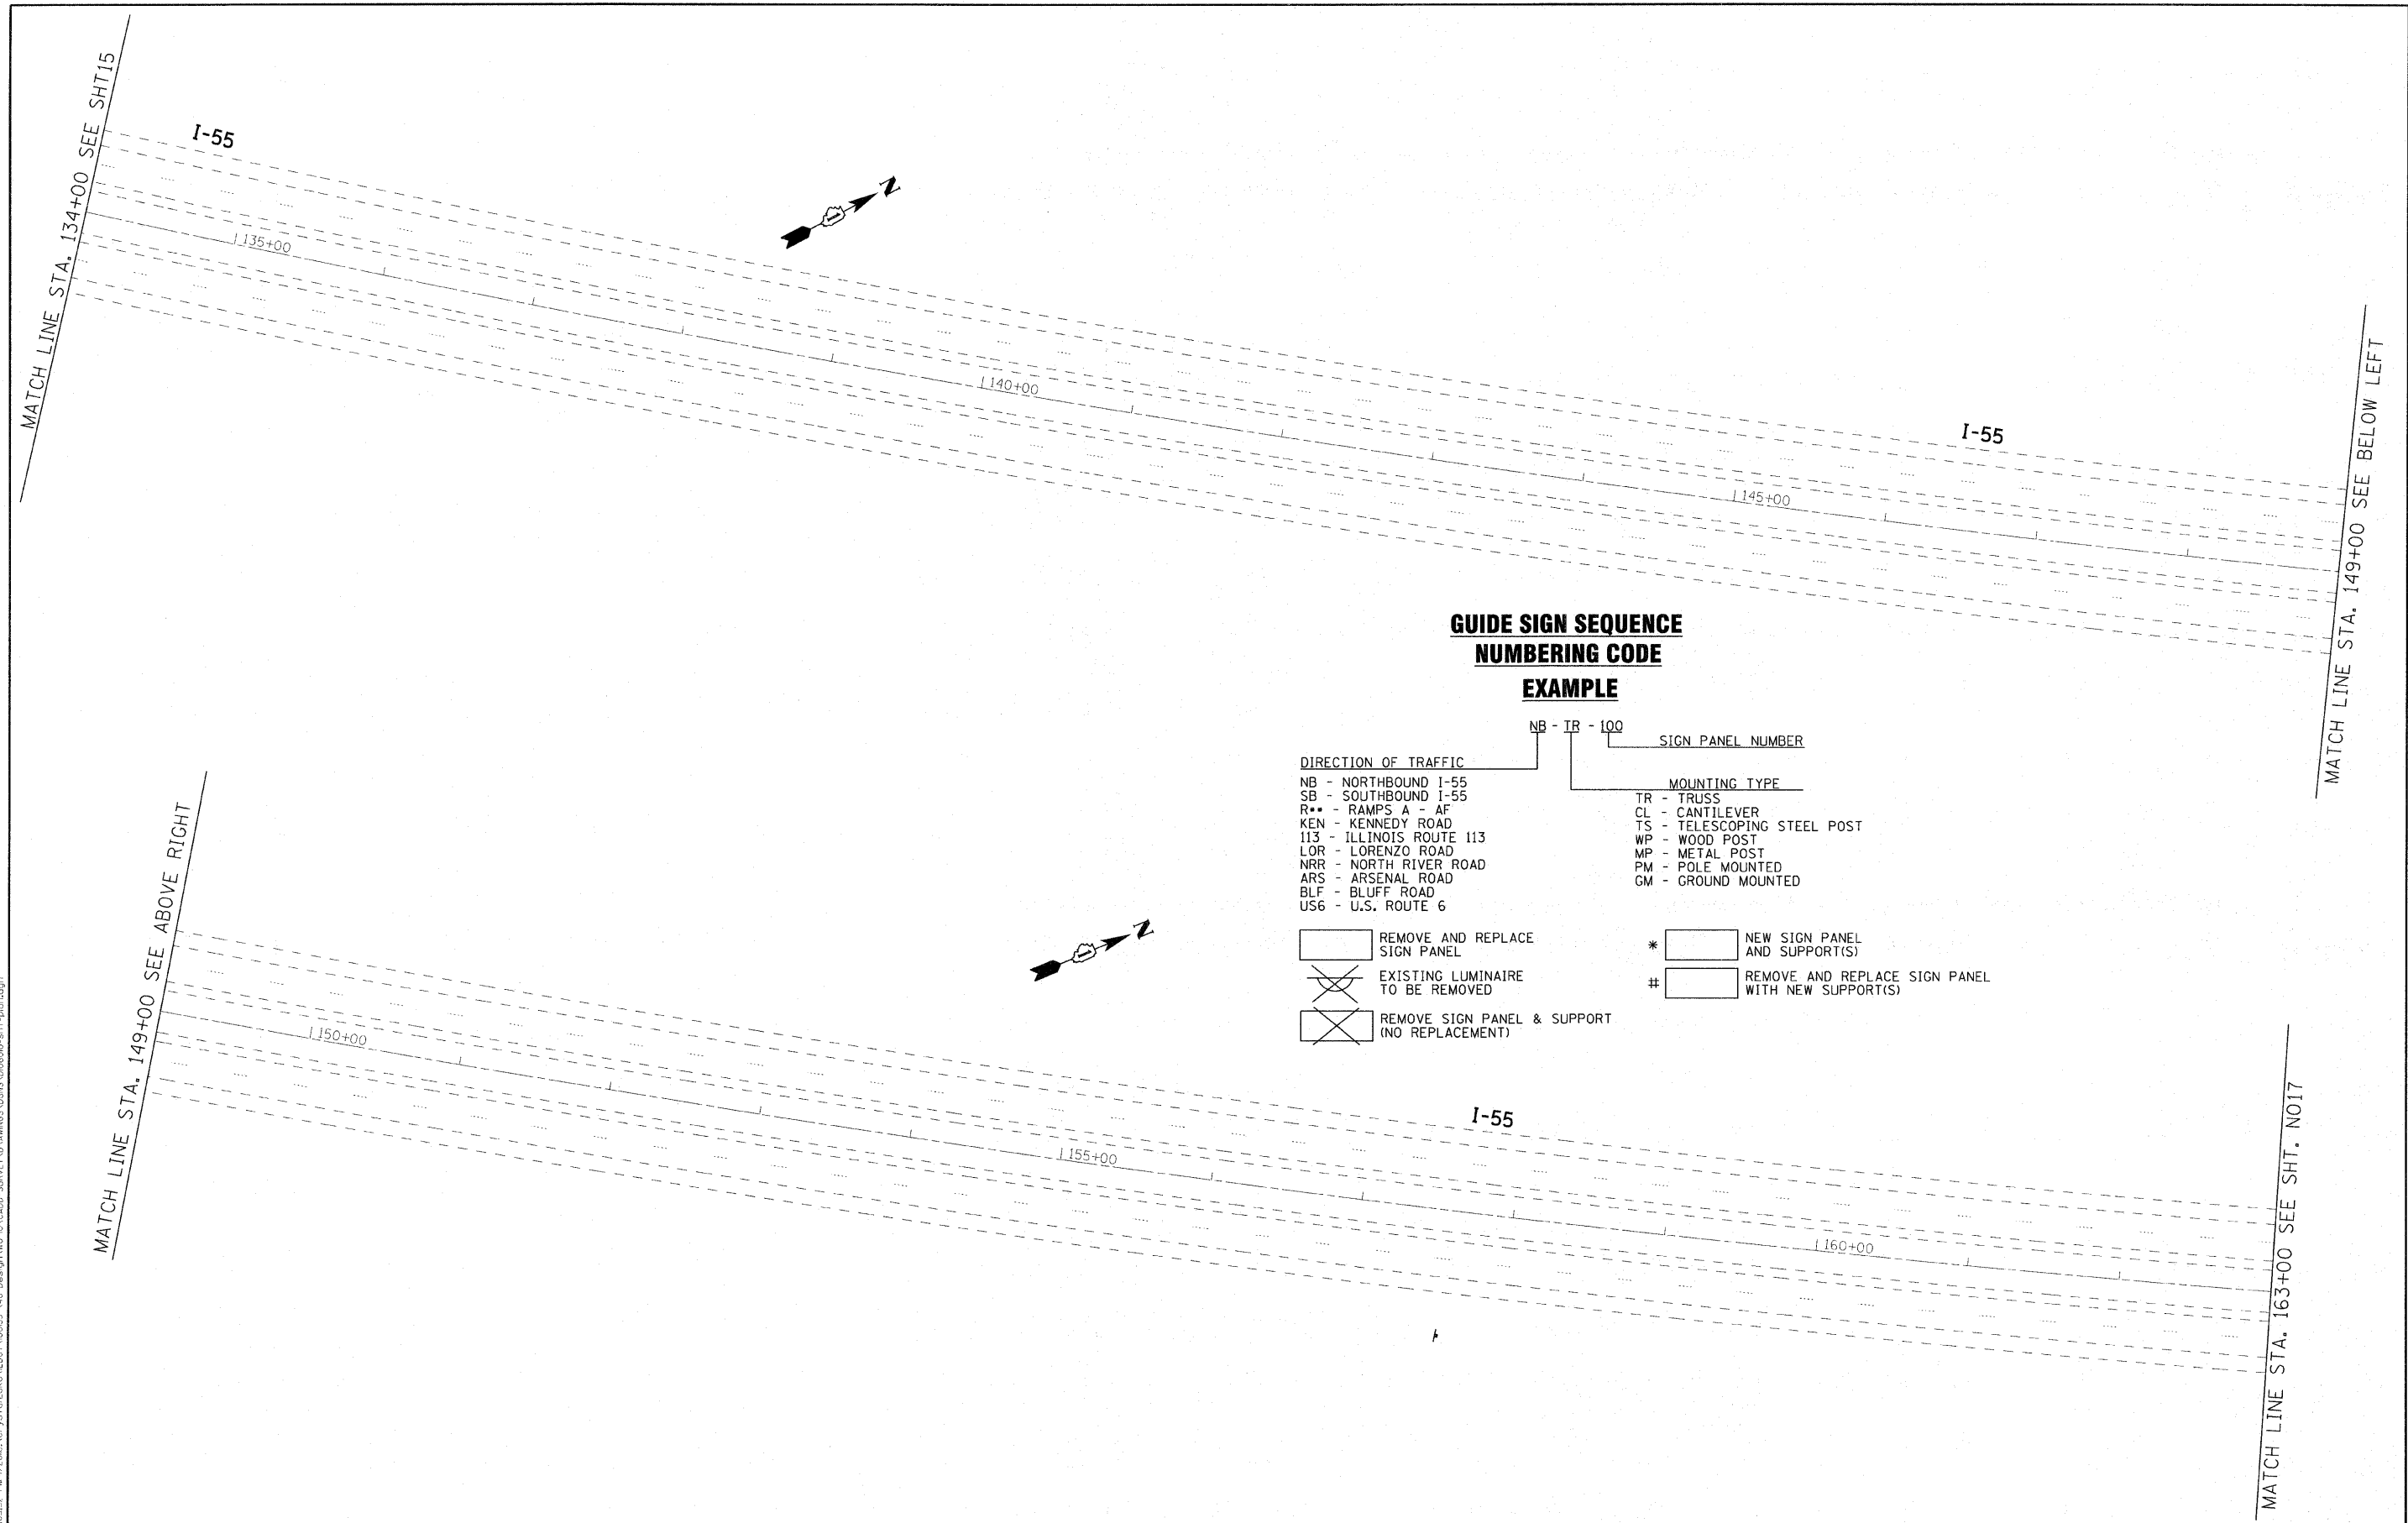 MATCH LINE STA. 134+00 SEE SHT15
I-55
N
1
135+00
140+00
I-55
145+00
MATCH LINE STA. 149+00 SEE BELOW LEFT
GUIDE SIGN SEQUENCE
NUMBERING CODE
EXAMPLE
NB - TR - 100
SIGN PANEL NUMBER
DIRECTION OF TRAFFIC
NB - NORTHBOUND I-55
SB - SOUTHBOUND I-55
R** - RAMPS A - AF
KEN - KENNEDY ROAD
113 - ILLINOIS ROUTE 113
LOR - LORENZO ROAD
NRR - NORTH RIVER ROAD
ARS - ARSENAL ROAD
BLF - BLUFF ROAD
US6 - U.S. ROUTE 6
MOUNTING TYPE
TR - TRUSS
CL - CANTILEVER
TS - TELESCOPING STEEL POST
WP - WOOD POST
MP - METAL POST
PM - POLE MOUNTED
GM - GROUND MOUNTED
REMOVE AND REPLACE
SIGN PANEL
EXISTING LUMINAIRE
TO BE REMOVED
REMOVE SIGN PANEL & SUPPORT
(NO REPLACEMENT)
*
NEW SIGN PANEL
AND SUPPORT(S)
#
REMOVE AND REPLACE SIGN PANEL
WITH NEW SUPPORT(S)
MATCH LINE STA. 149+00 SEE ABOVE RIGHT
N
1
150+00
155+00
I-55
160+00
MATCH LINE STA. 163+00 SEE SHT. NO17